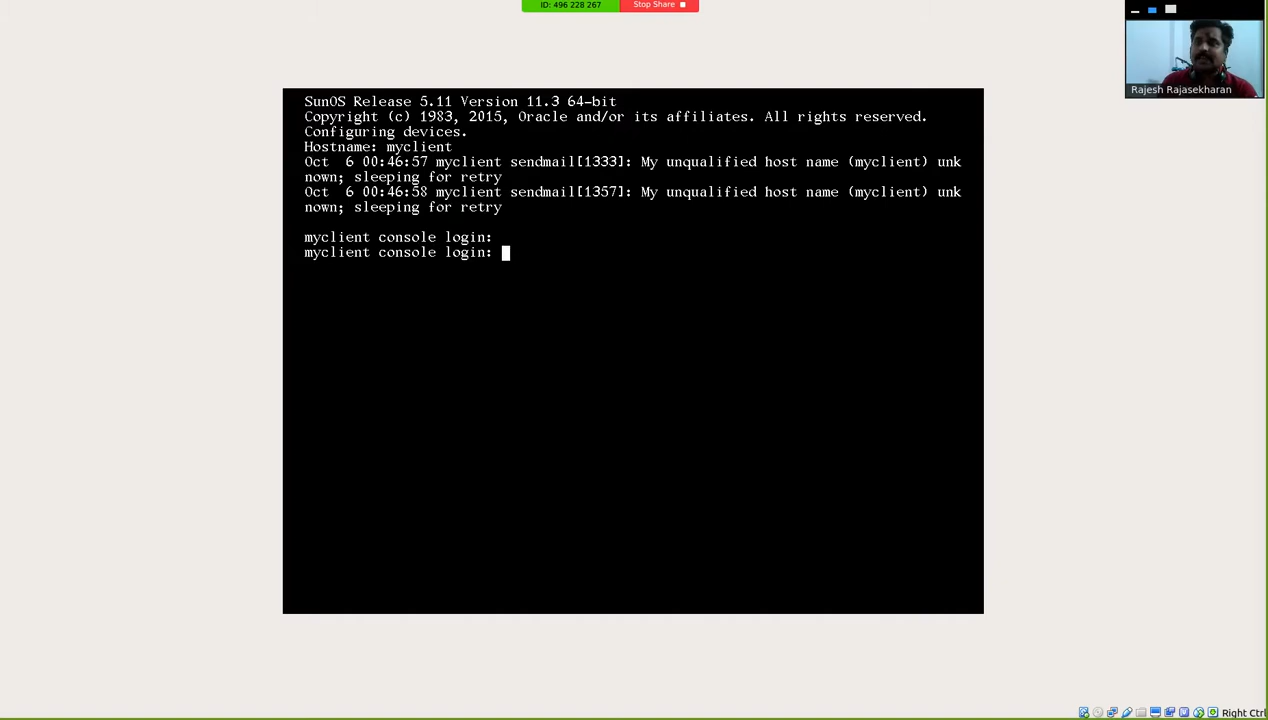 ID: 496 228 267
Stop Share
Rajesh Rajasekharan
SunOS Release 5.11 Version 11.3 64-bit
Copyright (c) 1983, 2015, Oracle and/or its affiliates. All rights reserved.
Configuring devices.
Hostname: myclient
Oct  6 00:46:57 myclient sendmail[1333]: My unqualified host name (myclient) unk
nown; sleeping for retry
Oct  6 00:46:58 myclient sendmail[1357]: My unqualified host name (myclient) unk
nown; sleeping for retry
myclient console login:
myclient console login:
Right Ctrl